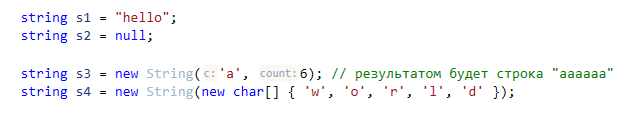 string s1 = "hello";
string s2 = null;
string s3 = new String(c: 'a', count: 6); // результатом будет строка "aaaaaa"
string s4 = new String(new char[] { 'w', 'o', 'r', 'l', 'd' });